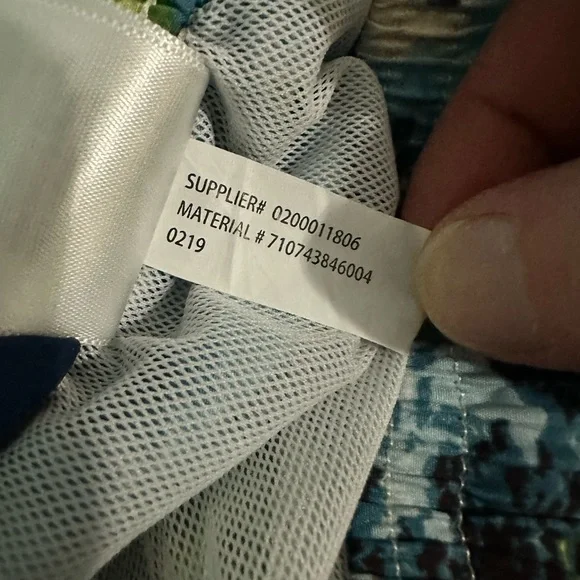 SUPPLIER# 0200011806
MATERIAL # 710743846004
0219